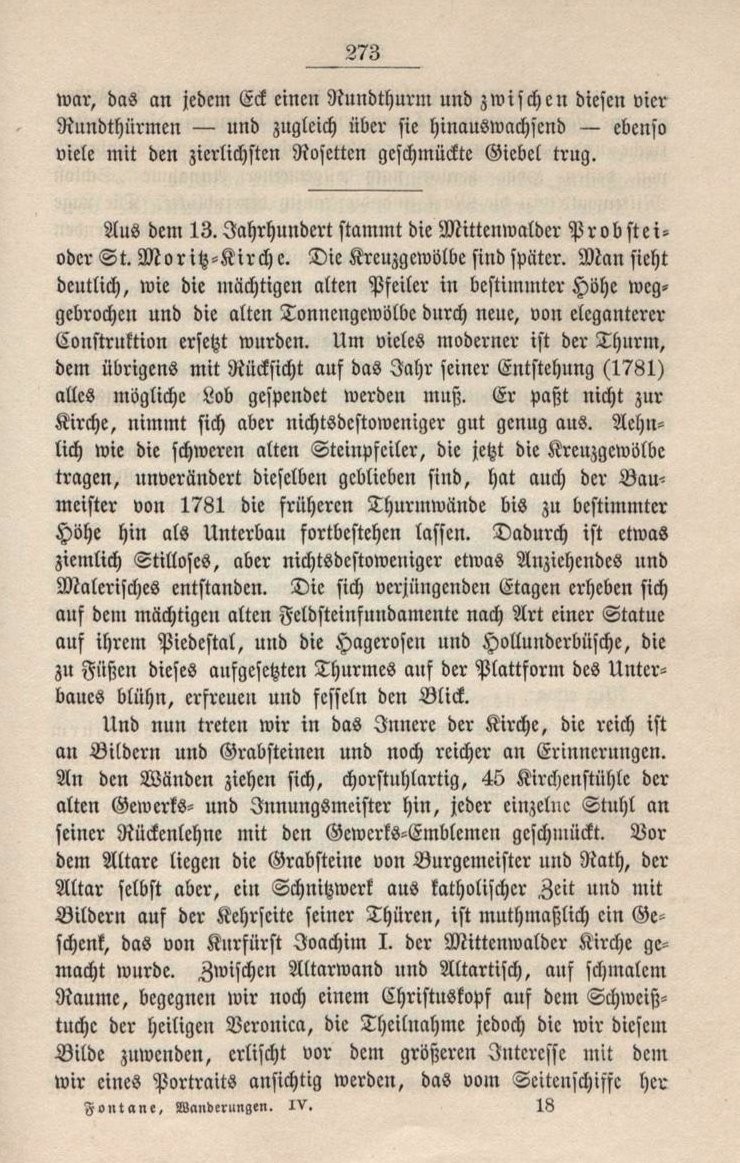 273
war, das an jedem Eck einen Rundthurm und zwischen diesen vier
Rundthürmen — und zugleich über sie hinauswachsend — ebenso
viele mit den zierlichsten Rosetten geschmückte Giebel trug.
Aus dem 13. Jahrhundert stammt die Mittenwalder Probstei-
oder St. Moritz-Kirche. Die Kreuzgewölbe sind später. Man sieht
deutlich, wie die mächtigen alten Pfeiler in bestimmter Höhe weg-
gebrochen und die alten Tonnengewölbe durch neue, von eleganterer
Construktion ersetzt wurden. Um vieles moderner ist der Thurm,
dem übrigens mit Rücksicht auf das Jahr seiner Entstehung (1781)
alles mögliche Lob gespendet werden muß. Er paßt nicht zur
Kirche, nimmt sich aber nichtsdestoweniger gut genug aus. Aehn-
lich wie die schweren alten Steinpfeiler, die jetzt die Kreuzgewölbe
tragen, unverändert dieselben geblieben sind, hat auch der Bau-
meister von 1781 die früheren Thurmwände bis zu bestimmter
Höhe hin als Unterbau fortbestehen lassen. Dadurch ist etwas
ziemlich Stilloses, aber nichtsdestoweniger etwas Anziehendes und
Malerisches entstanden. Die sich verjüngenden Etagen erheben sich
auf dem mächtigen alten Feldsteinfundamente nach Art einer Statue
auf ihrem Piedestal, und die Hagerosen und Hollunderbüsche, die
zu Füßen dieses aufgesetzten Thurmes auf der Plattform des Unter-
baues blühn, erfreuen und fesseln den Blick.
Und nun treten wir in das Innere der Kirche, die reich ist
an Bildern und Grabsteinen und noch reicher an Erinnerungen.
An den Wänden ziehen sich, chorstuhlartig, 45 Kirchenstühle der
alten Gewerks- und Innungsmeister hin, jeder einzelne Stuhl an
seiner Rückenlehne mit den Gewerks-Emblemen geschmückt. Vor
dem Altare liegen die Grabsteine von Burgemeister und Rath, der
Altar selbst aber, ein Schnitzwerk aus katholischer Zeit und mit
Bildern auf der Kehrseite seiner Thüren, ist muthmaßlich ein Ge-
schenk, das von Kurfürst Joachim I. der Mittenwalder Kirche ge-
macht wurde. Zwischen Altarwand und Altartisch, auf schmalem
Raume, begegnen wir noch einem Christuskopf auf dem Schweiß-
tuche der heiligen Veronica, die Theilnahme jedoch die wir diesem
Bilde zuwenden, erlischt vor dem größeren Interesse mit dem
wir eines Portraits ansichtig werden, das vom Seitenschiffe her
Fontane, Wanderungen. IV. 18